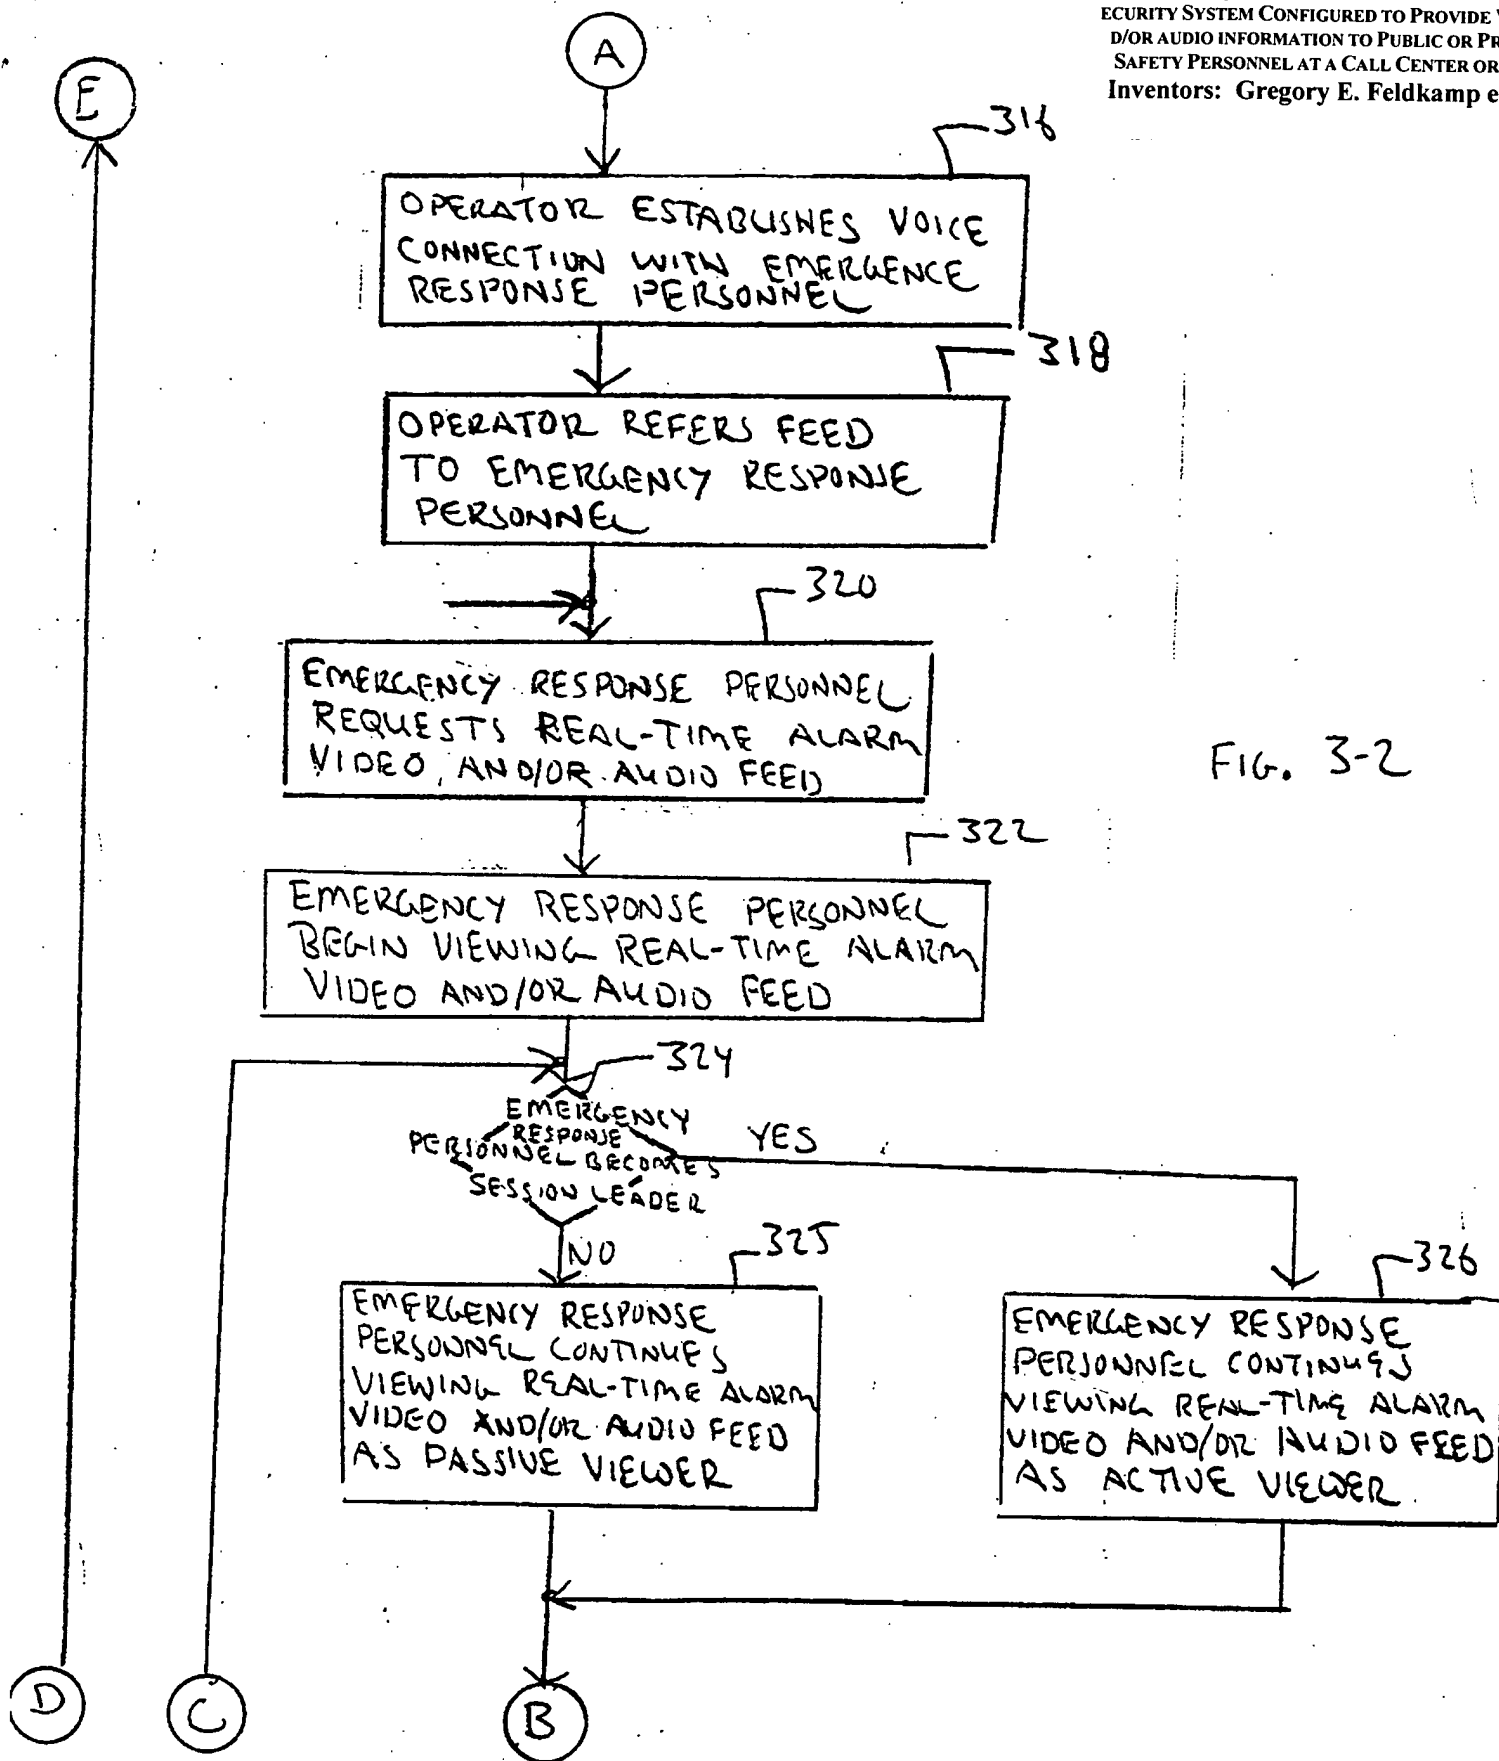 ECURITY SYSTEM CONFIGURED TO PROVIDE
D/OR AUDIO INFORMATION TO PUBLIC OR PR
SAFETY PERSONNEL AT A CALL CENTER OR
Inventors: Gregory E. Feldkamp e
A
E
316
OPERATOR ESTABLISHES VOICE
CONNECTION WITH EMERGENCE
RESPONSE PERSONNEL
318
OPERATOR REFERS FEED
TO EMERGENCY RESPONSE
PERSONNEL
320
EMERGENCY RESPONSE PERSONNEL
REQUESTS REAL-TIME ALARM
VIDEO, AND/OR AUDIO FEED
FIG. 3-2
322
EMERGENCY RESPONSE PERSONNEL
BEGIN VIEWING REAL-TIME ALARM
VIDEO AND/OR AUDIO FEED
324
EMERGENCY
RESPONSE
PERSONNEL BECOMES
SESSION LEADER
YES
NO
325
EMERGENCY RESPONSE
PERSONNEL CONTINUES
VIEWING REAL-TIME ALARM
VIDEO AND/OR AUDIO FEED
AS PASSIVE VIEWER
326
EMERGENCY RESPONSE
PERSONNEL CONTINUES
VIEWING REAL-TIME ALARM
VIDEO AND/OR AUDIO FEED
AS ACTIVE VIEWER
D
C
B